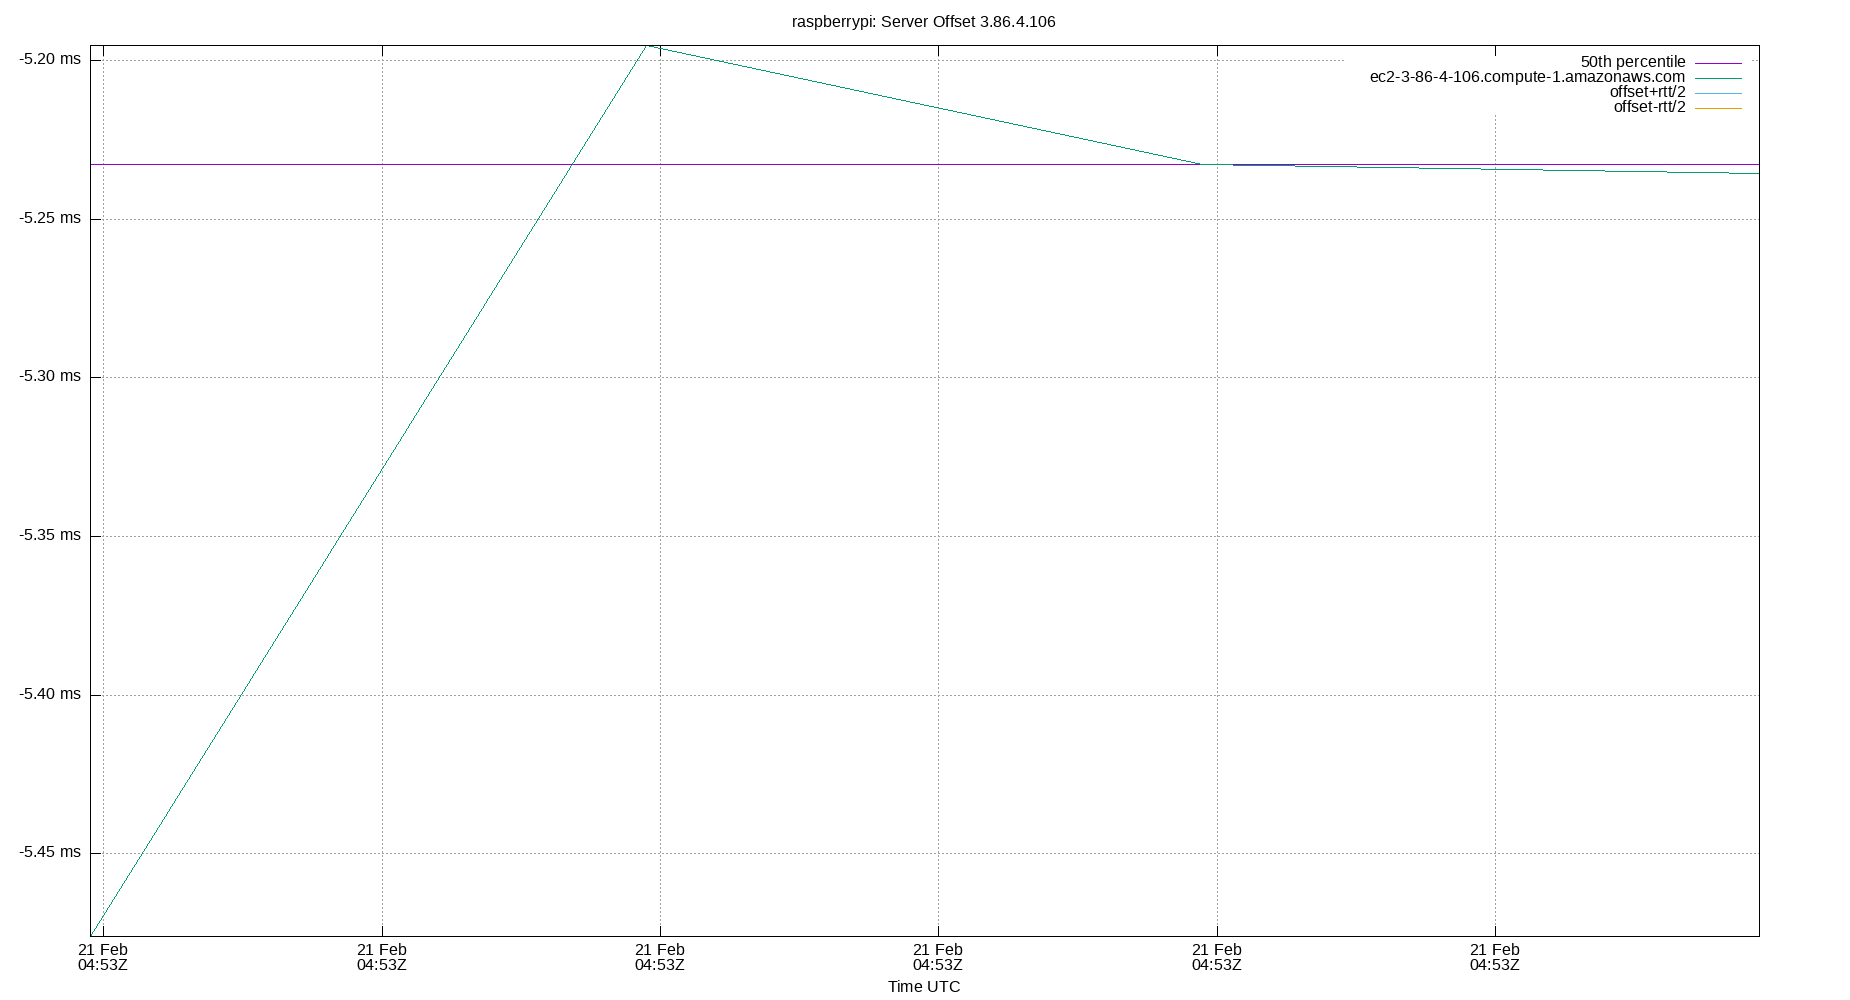 raspberrypi: Server Offset 3.86.4.106
-5.20 ms
-5.25 ms
-5.30 ms
-5.35 ms
-5.40 ms
-5.45 ms
50th percentile
ec2-3-86-4-106.compute-1.amazonaws.com
offset+rtt/2
offset-rtt/2
21 Feb
04:53Z
21 Feb
04:53Z
21 Feb
04:53Z
21 Feb
04:53Z
21 Feb
04:53Z
21 Feb
04:53Z
Time UTC